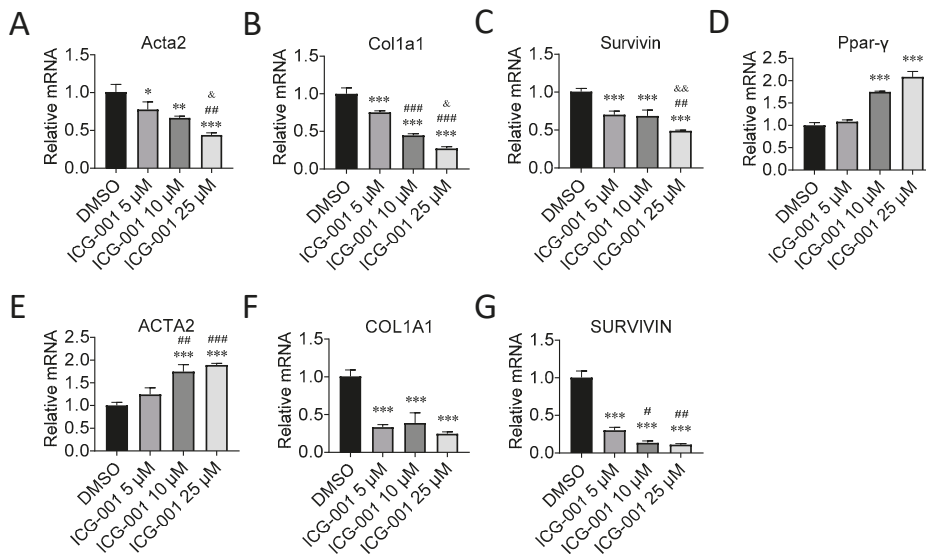 A
Acta2
Relative mRNA
1.5
1.0
0.5
0.0
*
**
&
##
***
DMSO
ICG-001 5 µM
ICG-001 10 µM
ICG-001 25 µM
B
Col1a1
Relative mRNA
1.5
1.0
0.5
0.0
***
###
***
&
###
***
DMSO
ICG-001 5 µM
ICG-001 10 µM
ICG-001 25 µM
C
Survivin
Relative mRNA
1.5
1.0
0.5
0.0
***
***
&&
##
***
DMSO
ICG-001 5 µM
ICG-001 10 µM
ICG-001 25 µM
D
Ppar-γ
Relative mRNA
2.5
2.0
1.5
1.0
0.5
0.0
***
***
DMSO
ICG-001 5 µM
ICG-001 10 µM
ICG-001 25 µM
E
ACTA2
Relative mRNA
2.5
2.0
1.5
1.0
0.5
0.0
##
***
###
***
DMSO
ICG-001 5 µM
ICG-001 10 µM
ICG-001 25 µM
F
COL1A1
Relative mRNA
1.5
1.0
0.5
0.0
***
***
***
DMSO
ICG-001 5 µM
ICG-001 10 µM
ICG-001 25 µM
G
SURVIVIN
Relative mRNA
1.5
1.0
0.5
0.0
***
#
***
##
***
DMSO
ICG-001 5 µM
ICG-001 10 µM
ICG-001 25 µM